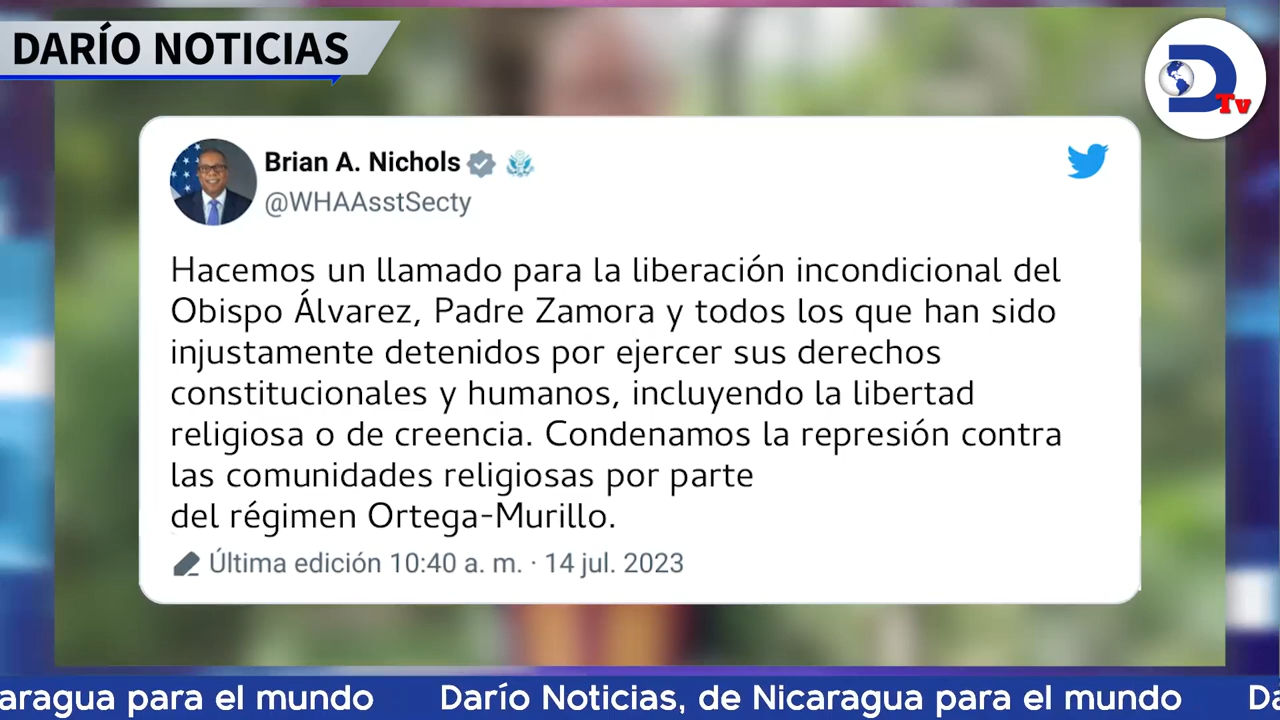 DARÍO NOTICIAS
D Tv
Brian A. Nichols
@WHAAsstSecty
Hacemos un llamado para la liberación incondicional del
Obispo Álvarez, Padre Zamora y todos los que han sido
injustamente detenidos por ejercer sus derechos
constitucionales y humanos, incluyendo la libertad
religiosa o de creencia. Condenamos la represión contra
las comunidades religiosas por parte
del régimen Ortega-Murillo.
Última edición 10:40 a. m. · 14 jul. 2023
aragua para el mundo Darío Noticias, de Nicaragua para el mundo Da